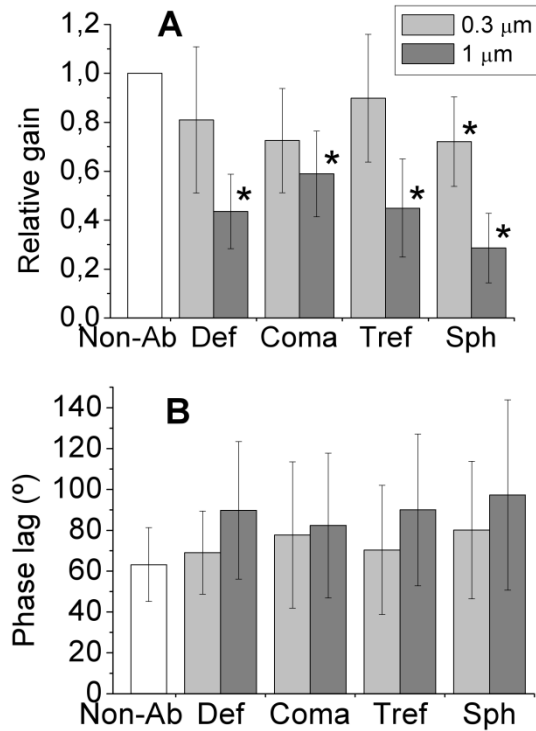 A
0.3 μm
1 μm
Relative gain
1,2
1,0
0,8
0,6
0,4
0,2
0,0
*
*
*
*
*
Non-Ab Def Coma Tref Sph
B
Phase lag (º)
140
120
100
80
60
40
20
0
Non-Ab Def Coma Tref Sph